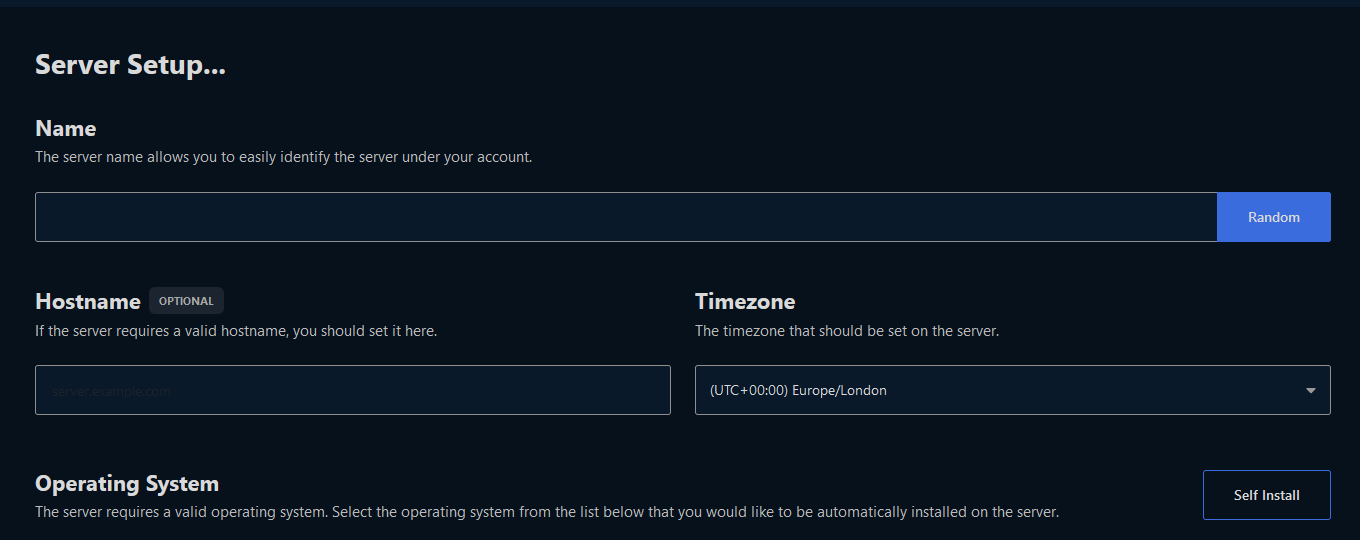 Server Setup...
Name
The server name allows you to easily identify the server under your account.
Random
Hostname OPTIONAL
If the server requires a valid hostname, you should set it here.
server.example.com
Timezone
The timezone that should be set on the server.
(UTC+00:00) Europe/London
Operating System
The server requires a valid operating system. Select the operating system from the list below that you would like to be automatically installed on the server.
Self Install